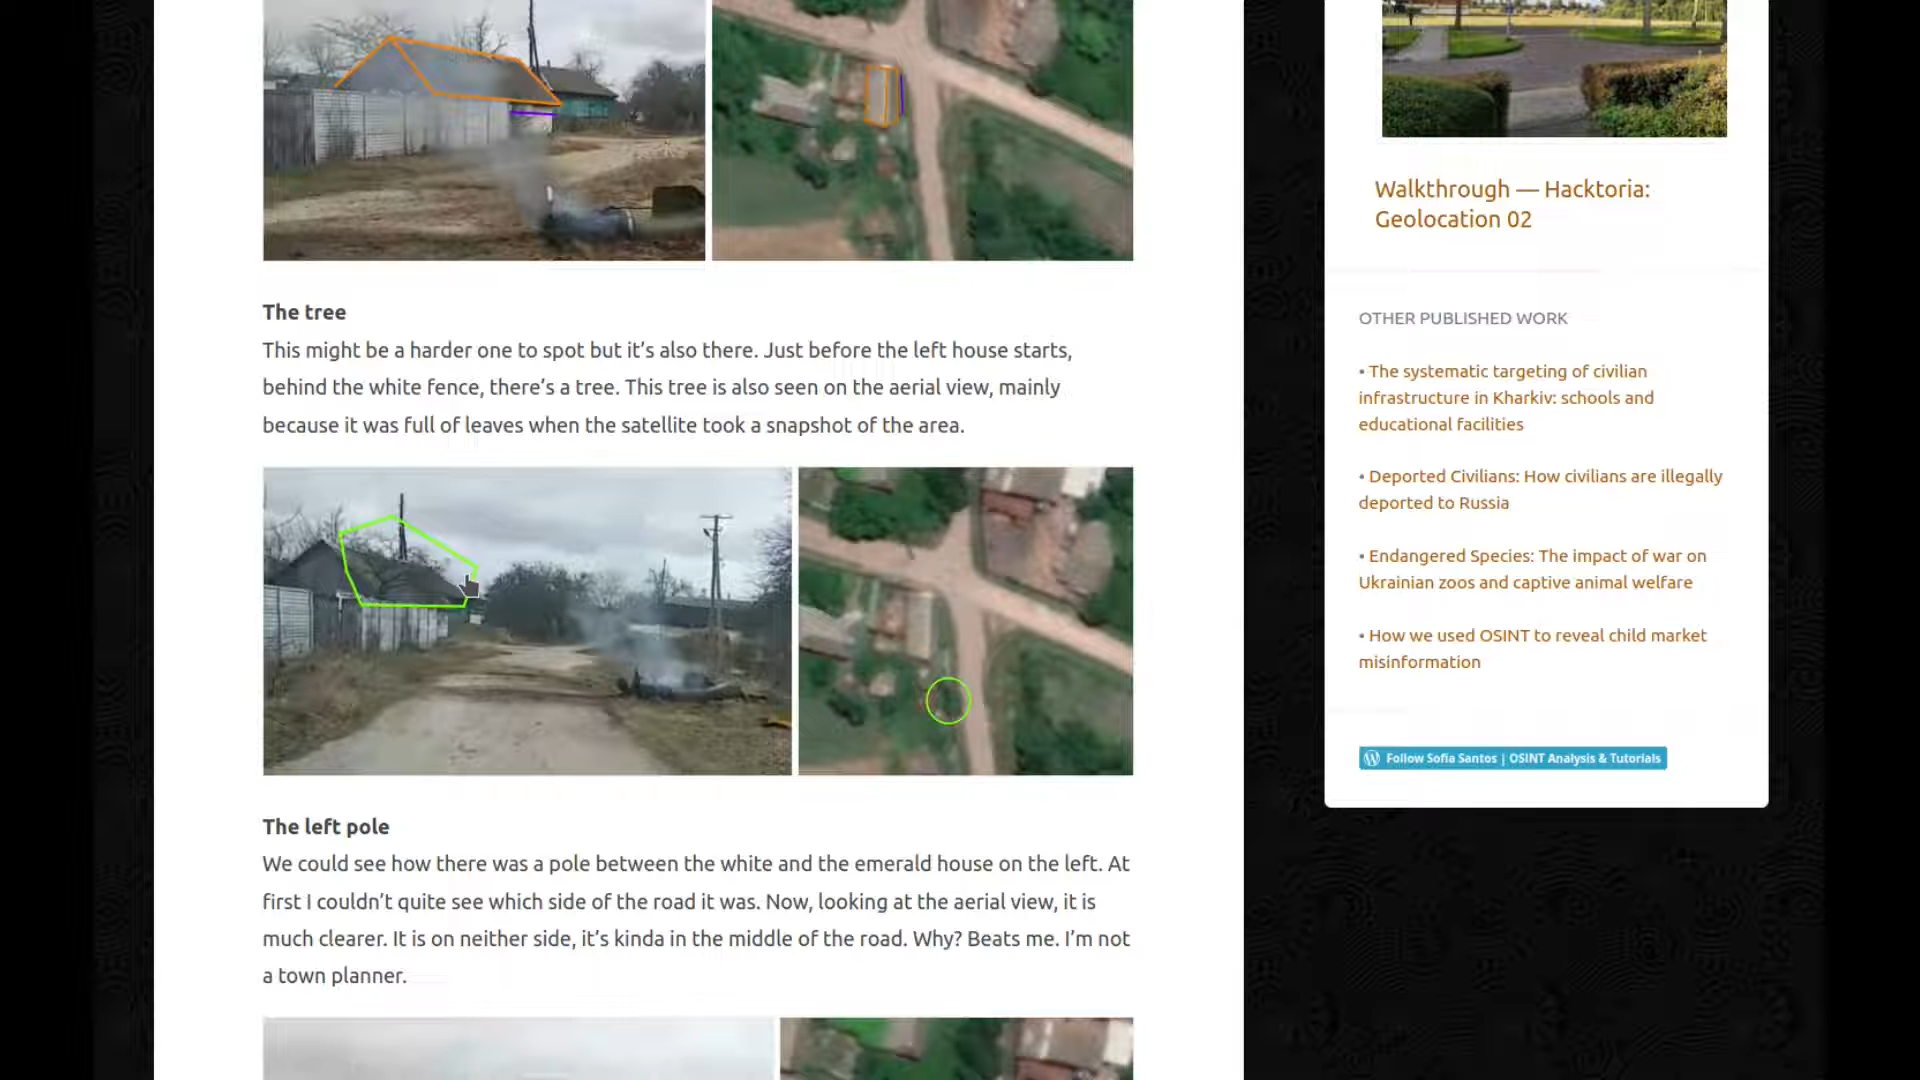 The tree
This might be a harder one to spot but it’s also there. Just before the left house starts,
behind the white fence, there’s a tree. This tree is also seen on the aerial view, mainly
because it was full of leaves when the satellite took a snapshot of the area.
The left pole
We could see how there was a pole between the white and the emerald house on the left. At
first I couldn’t quite see which side of the road it was. Now, looking at the aerial view, it is
much clearer. It is on neither side, it’s kinda in the middle of the road. Why? Beats me. I’m not
a town planner.
Walkthrough — Hacktoria:
Geolocation 02
OTHER PUBLISHED WORK
• The systematic targeting of civilian
infrastructure in Kharkiv: schools and
educational facilities
• Deported Civilians: How civilians are illegally
deported to Russia
• Endangered Species: The impact of war on
Ukrainian zoos and captive animal welfare
• How we used OSINT to reveal child market
misinformation
Follow Sofia Santos | OSINT Analysis & Tutorials